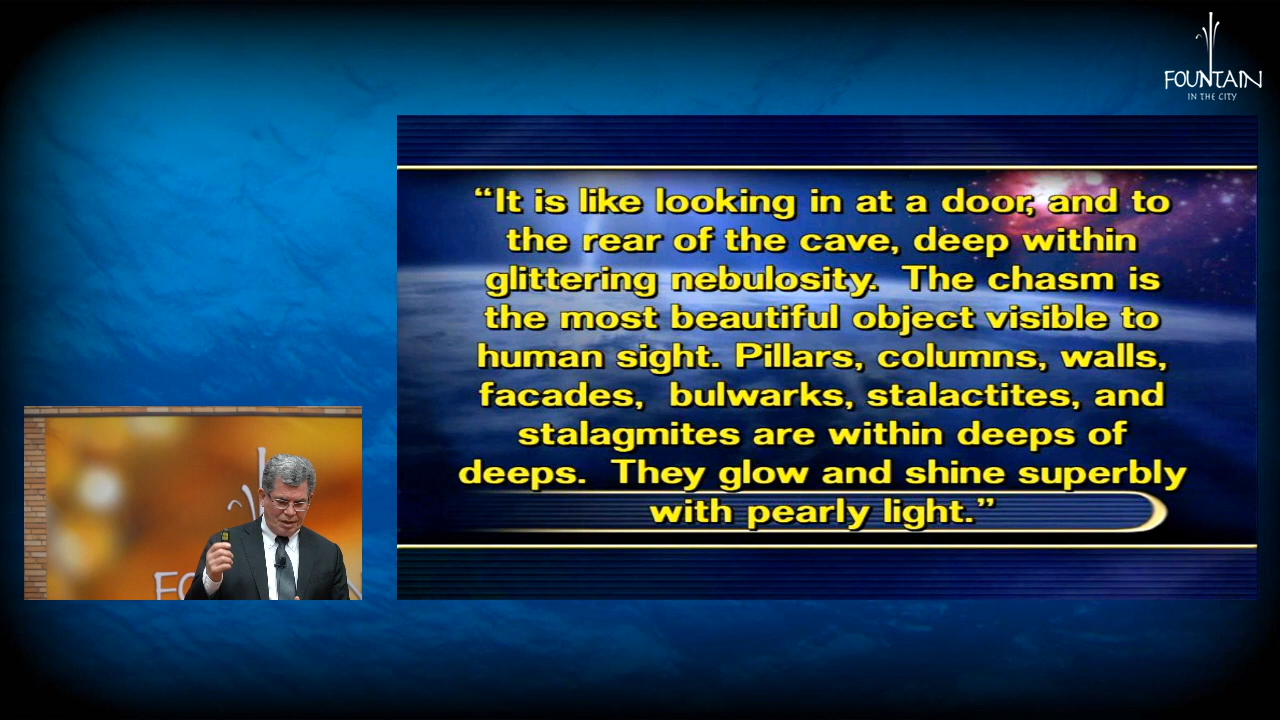 FOUNTAIN
IN THE CITY
“It is like looking in at a door, and to
the rear of the cave, deep within
glittering nebulosity.  The chasm is
the most beautiful object visible to
human sight. Pillars, columns, walls,
facades,  bulwarks, stalactites, and
stalagmites are within deeps of
deeps.  They glow and shine superbly
with pearly light.”
FO